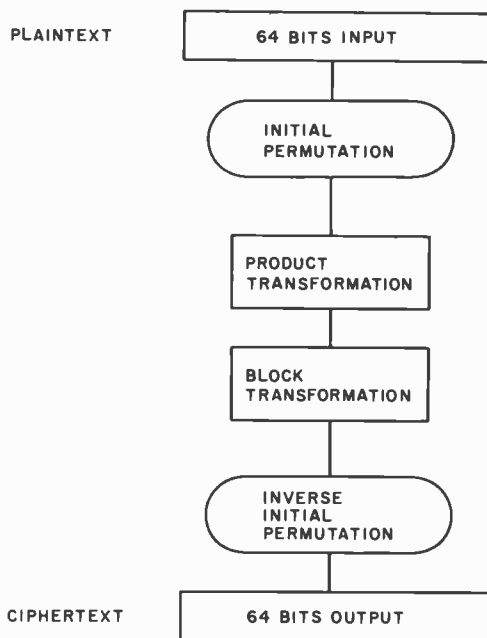 PLAINTEXT
64 BITS INPUT
INITIAL
PERMUTATION
PRODUCT
TRANSFORMATION
BLOCK
TRANSFORMATION
INVERSE
INITIAL
PERMUTATION
CIPHERTEXT
64 BITS OUTPUT